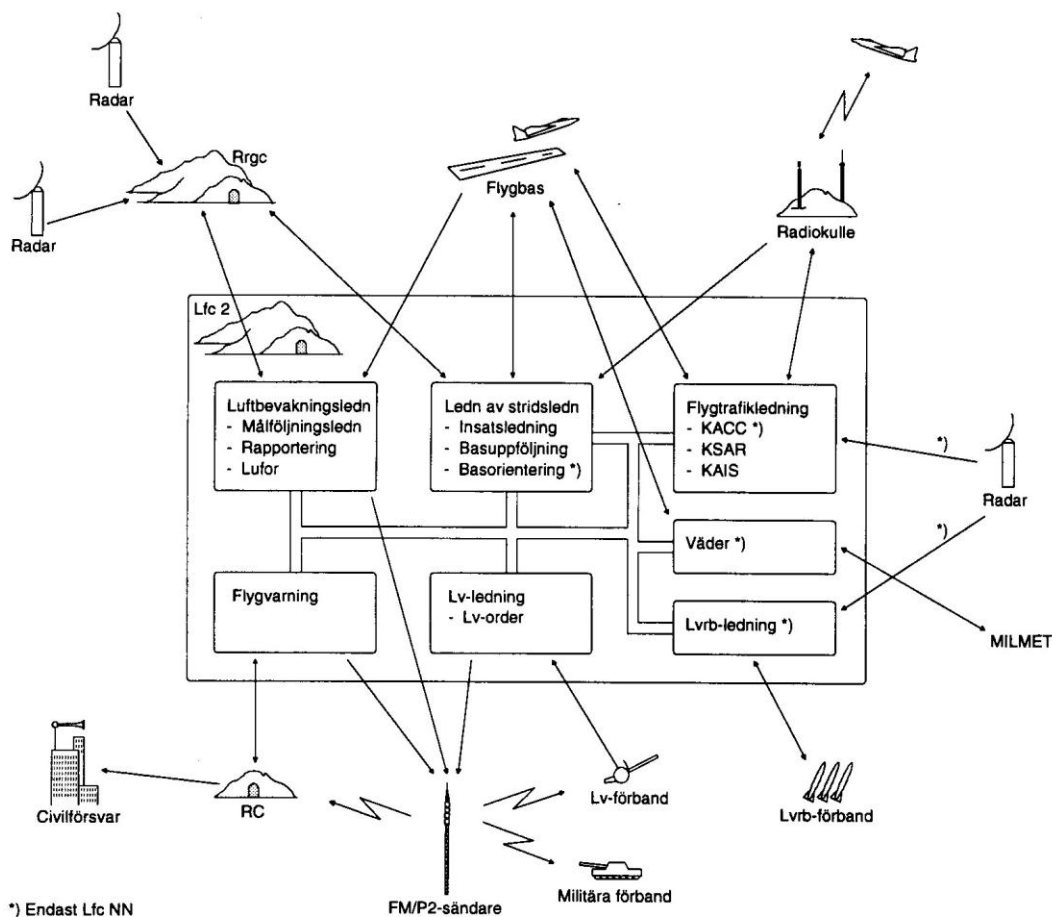 Radar
Rrgc
Radar
Flygbas
Radiokulle
Lfc 2
Luftbevakningsledn
- Målföljningsledn
- Rapportering
- Lufor
Ledn av stridsledn
- Insatsledning
- Basuppföljning
- Basorientering *)
Flygtrafikledning
- KACC *)
- KSAR
- KAIS
*)
Radar
*)
Väder *)
Flygvarning
Lv-ledning
- Lv-order
Lvrb-ledning *)
MILMET
Civilförsvar
RC
Lv-förband
Lvrb-förband
Militära förband
FM/P2-sändare
*) Endast Lfc NN